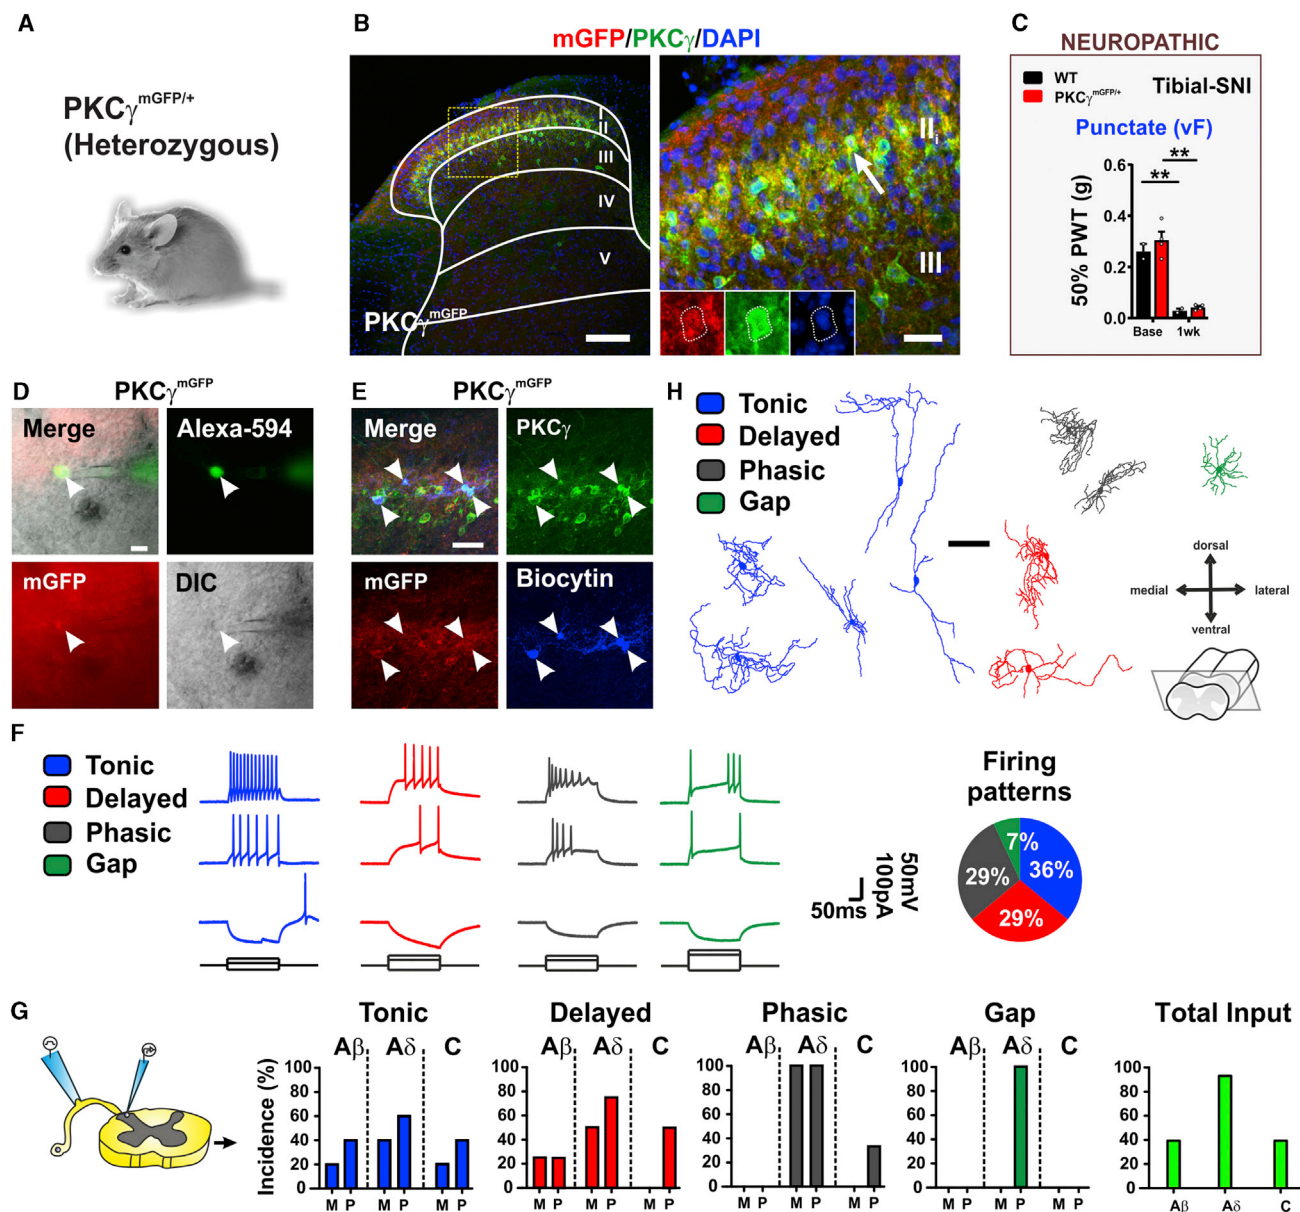 A
PKCγmGFP/+
(Heterozygous)
B
mGFP/PKCγ/DAPI
I
II
III
IV
V
PKCγmGFP
IIi
III
C
NEUROPATHIC
WT
PKCγmGFP/+
Tibial-SNI
Punctate (vF)
**
**
50% PWT (g)
0.6
0.4
0.2
0.0
Base
1wk
D
PKCγmGFP
Merge
Alexa-594
mGFP
DIC
E
PKCγmGFP
Merge
PKCγ
mGFP
Biocytin
H
Tonic
Delayed
Phasic
Gap
dorsal
medial
lateral
ventral
F
Tonic
Delayed
Phasic
Gap
50mV
100pA
50ms
Firing
patterns
7%
36%
29%
29%
G
Incidence (%)
Tonic
Aβ Aδ C
100
80
60
40
20
M P M P M P
Delayed
Aβ Aδ C
100
80
60
40
20
M P M P M P
Phasic
Aβ Aδ C
100
80
60
40
20
M P M P M P
Gap
Aβ Aδ C
100
80
60
40
20
M P M P M P
Total Input
100
80
60
40
20
Aβ Aδ C